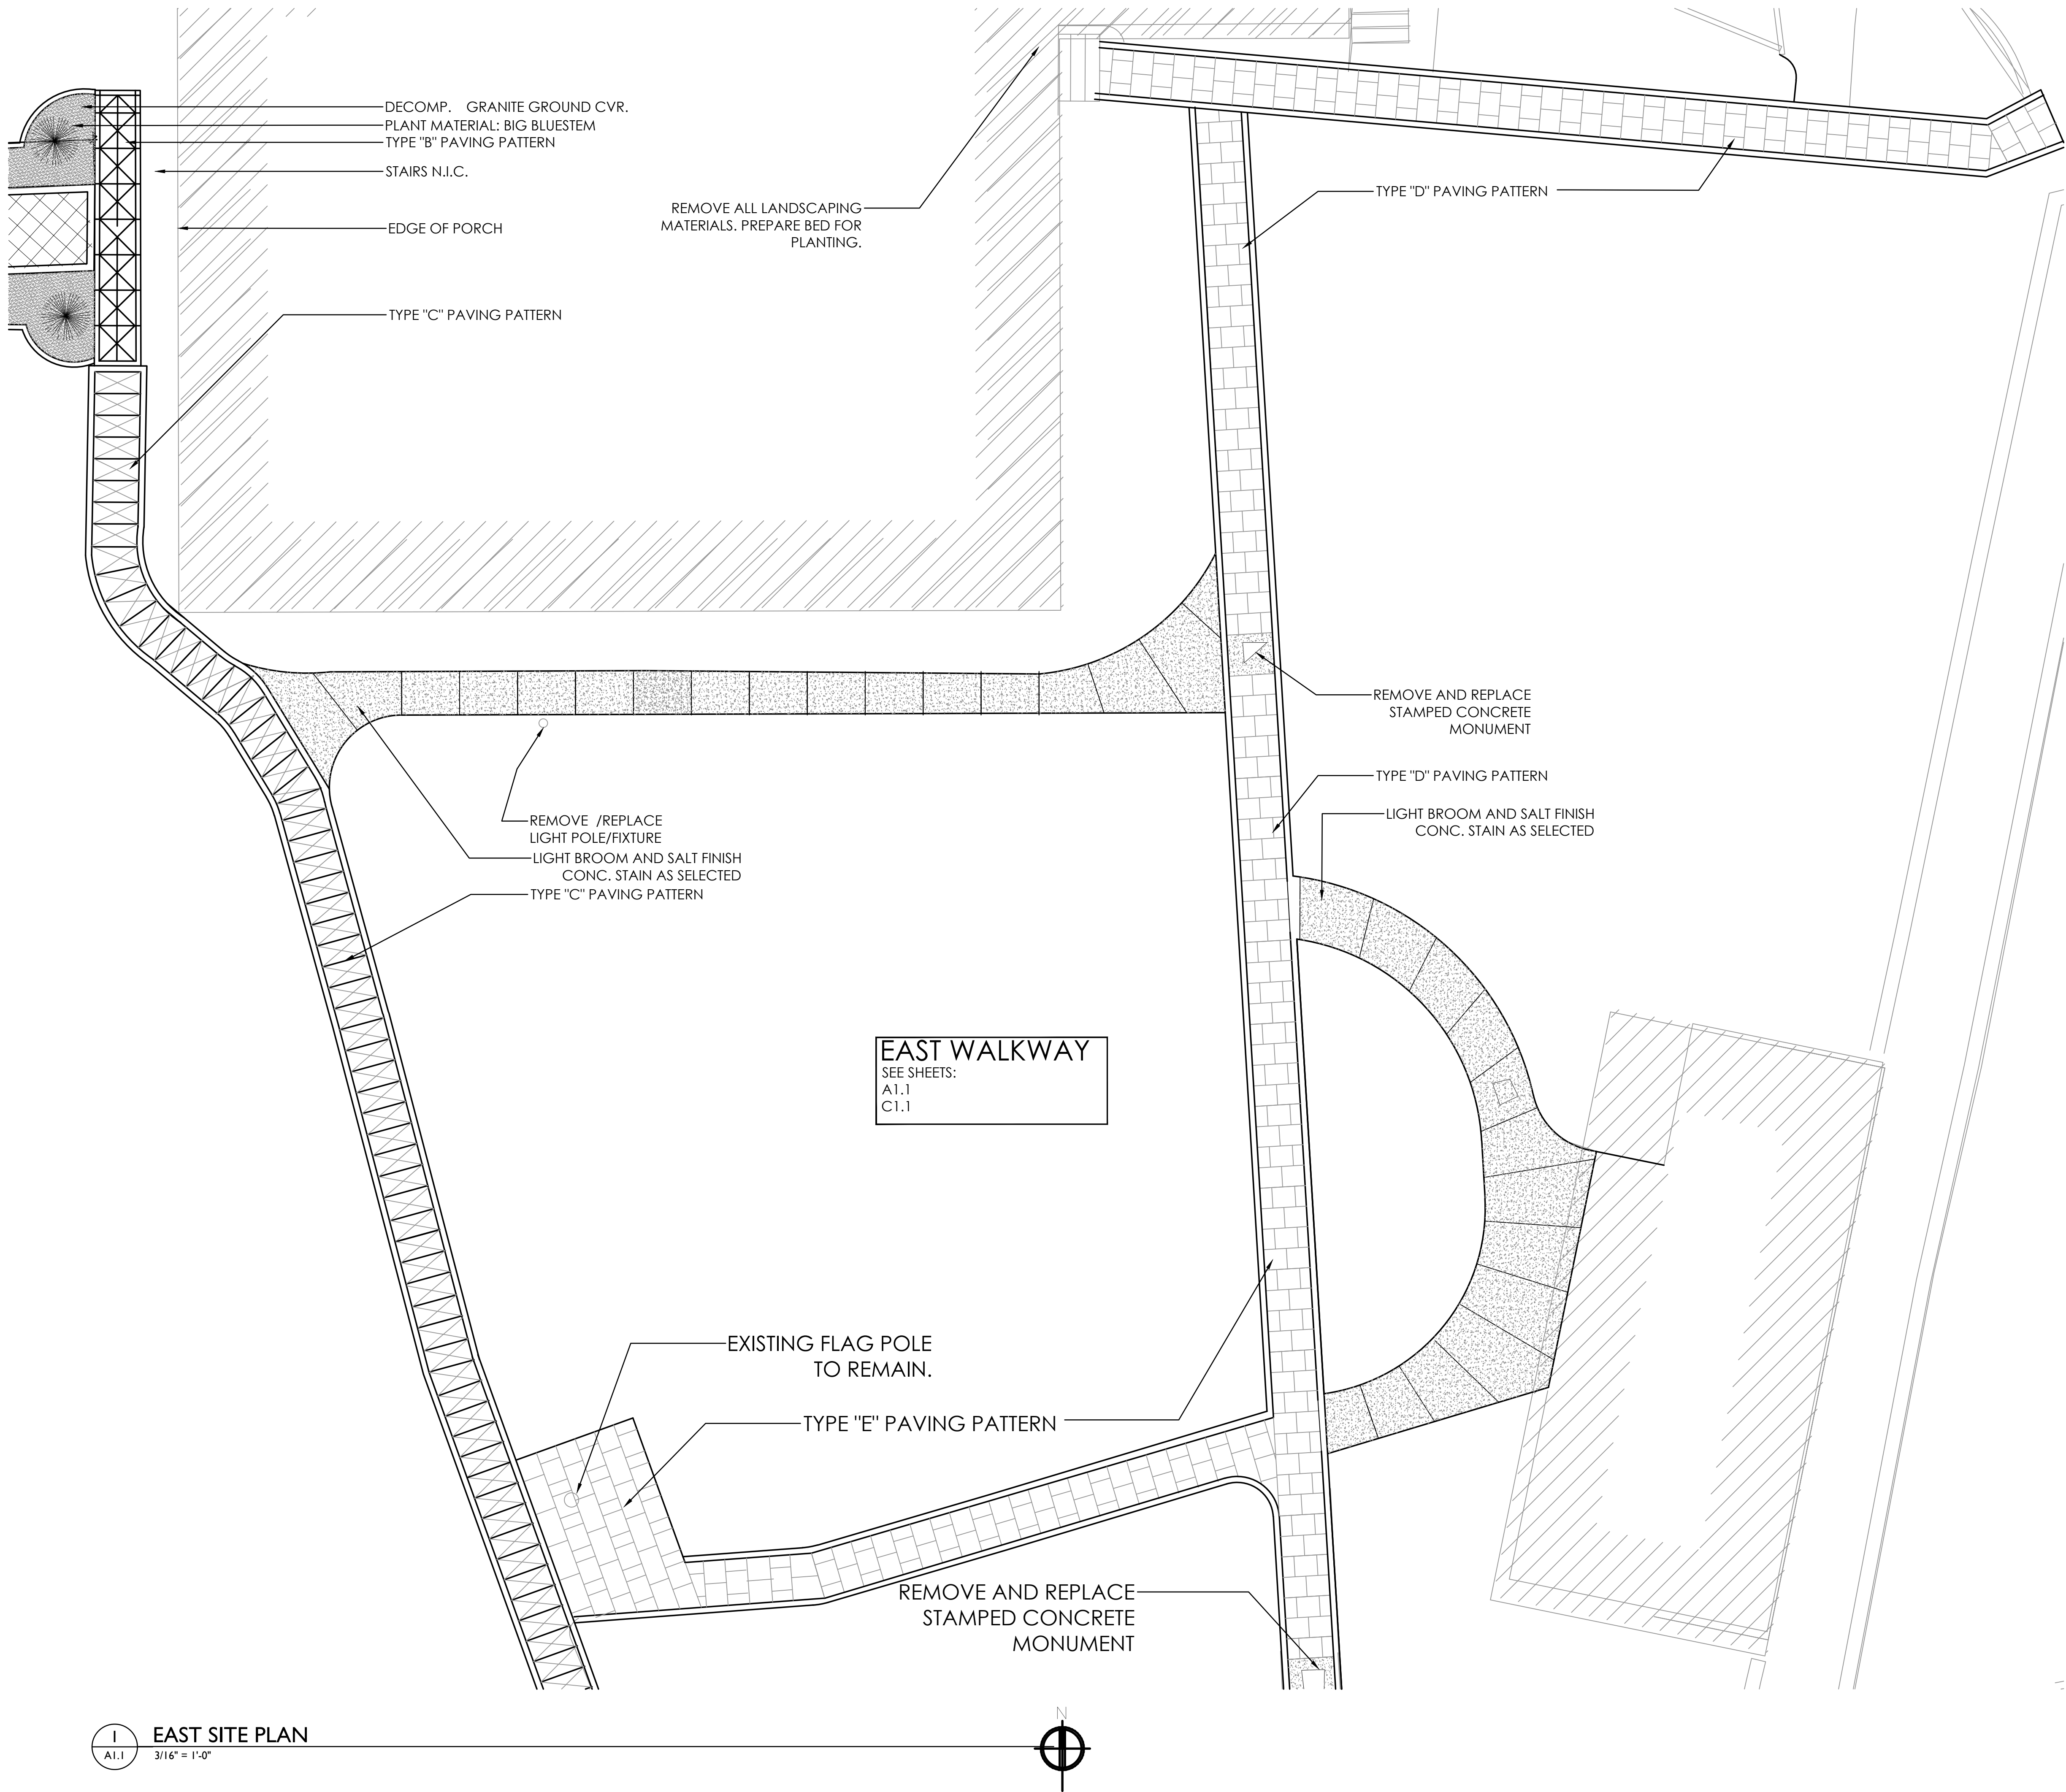 DECOMP. GRANITE GROUND CVR.
PLANT MATERIAL: BIG BLUESTEM
TYPE "B" PAVING PATTERN
STAIRS N.I.C.
EDGE OF PORCH
TYPE "C" PAVING PATTERN
REMOVE ALL LANDSCAPING
MATERIALS. PREPARE BED FOR
PLANTING.
TYPE "D" PAVING PATTERN
REMOVE AND REPLACE
STAMPED CONCRETE
MONUMENT
TYPE "D" PAVING PATTERN
LIGHT BROOM AND SALT FINISH
CONC. STAIN AS SELECTED
REMOVE /REPLACE
LIGHT POLE/FIXTURE
LIGHT BROOM AND SALT FINISH
CONC. STAIN AS SELECTED
TYPE "C" PAVING PATTERN
EAST WALKWAY
SEE SHEETS:
A1.1
C1.1
EXISTING FLAG POLE
TO REMAIN.
TYPE "E" PAVING PATTERN
REMOVE AND REPLACE
STAMPED CONCRETE
MONUMENT
N
1
A1.1
EAST SITE PLAN
3/16" = 1'-0"